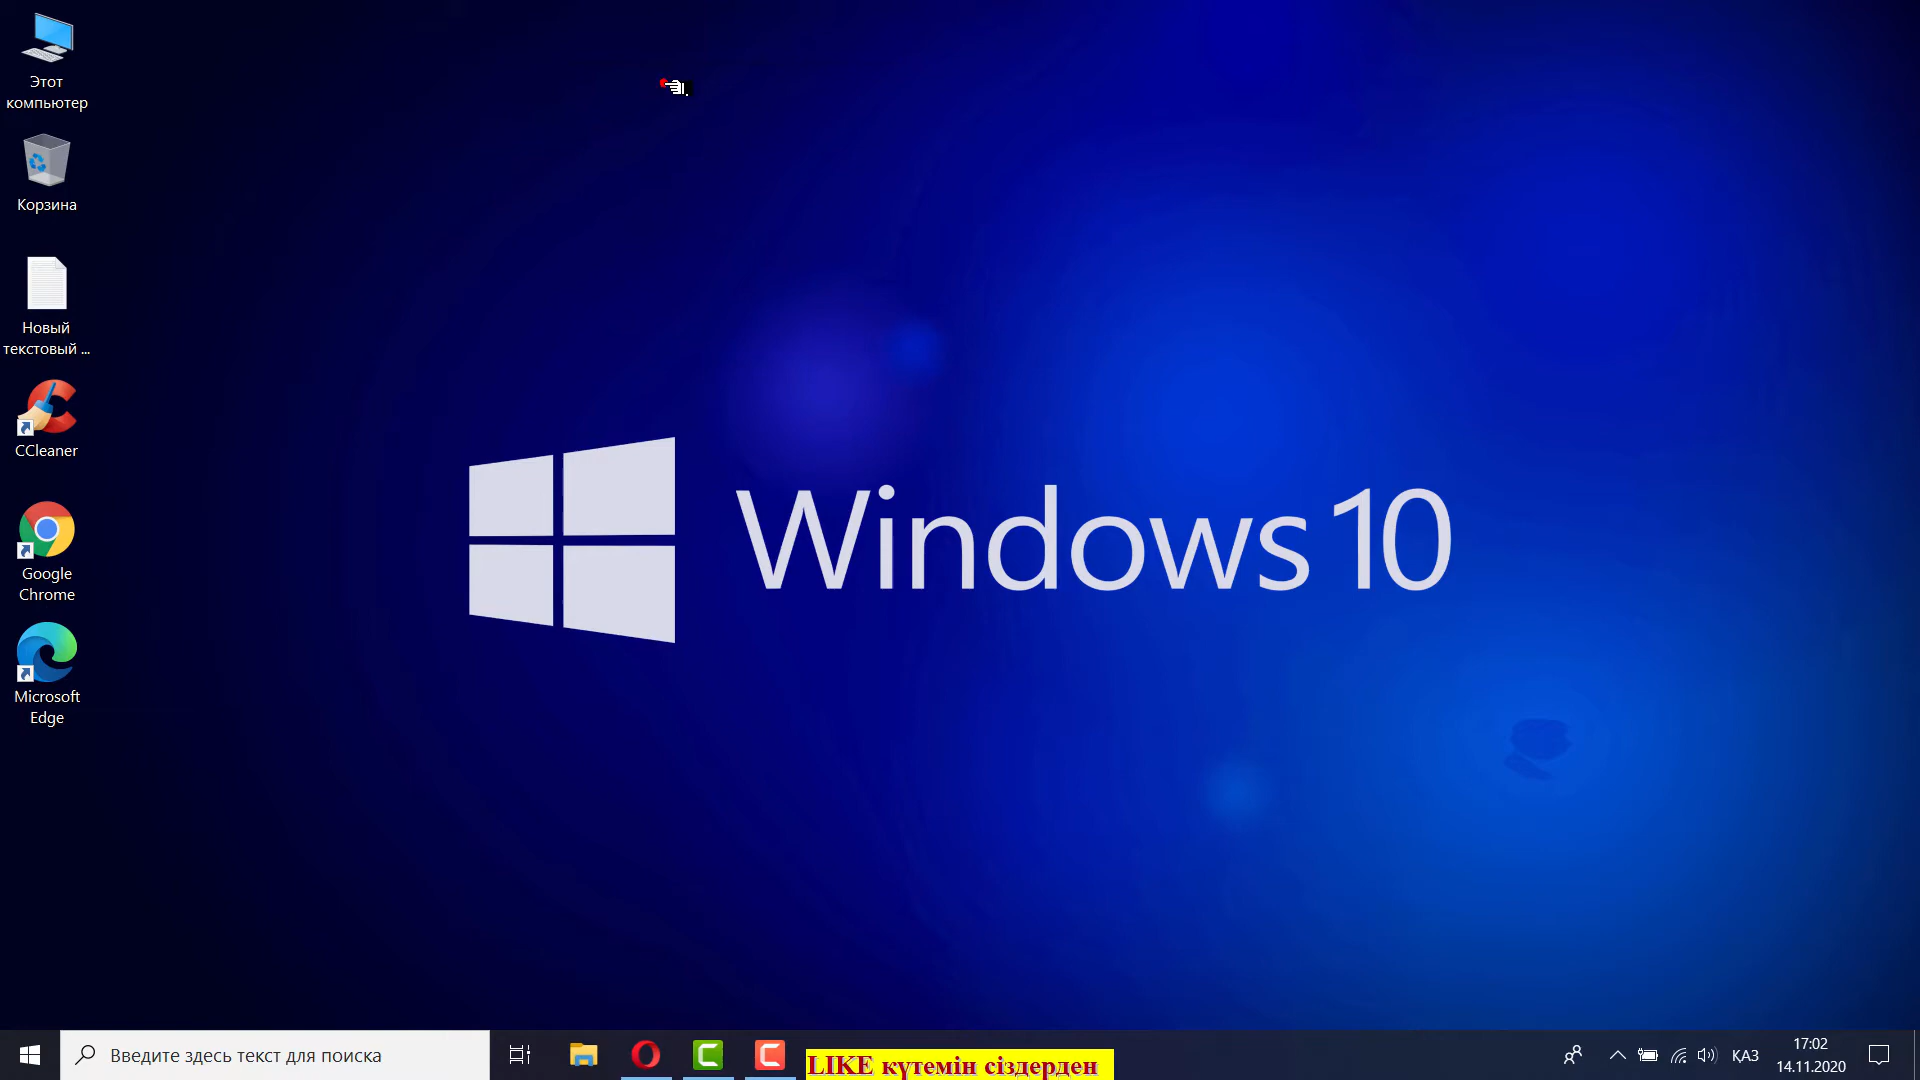 Этот
компьютер
Корзина
Новый
текстовый ...
CCleaner
Google
Chrome
Microsoft
Edge
Windows 10
Введите здесь текст для поиска
LIKE күтемін сіздерден
ҚАЗ
17:02
14.11.2020